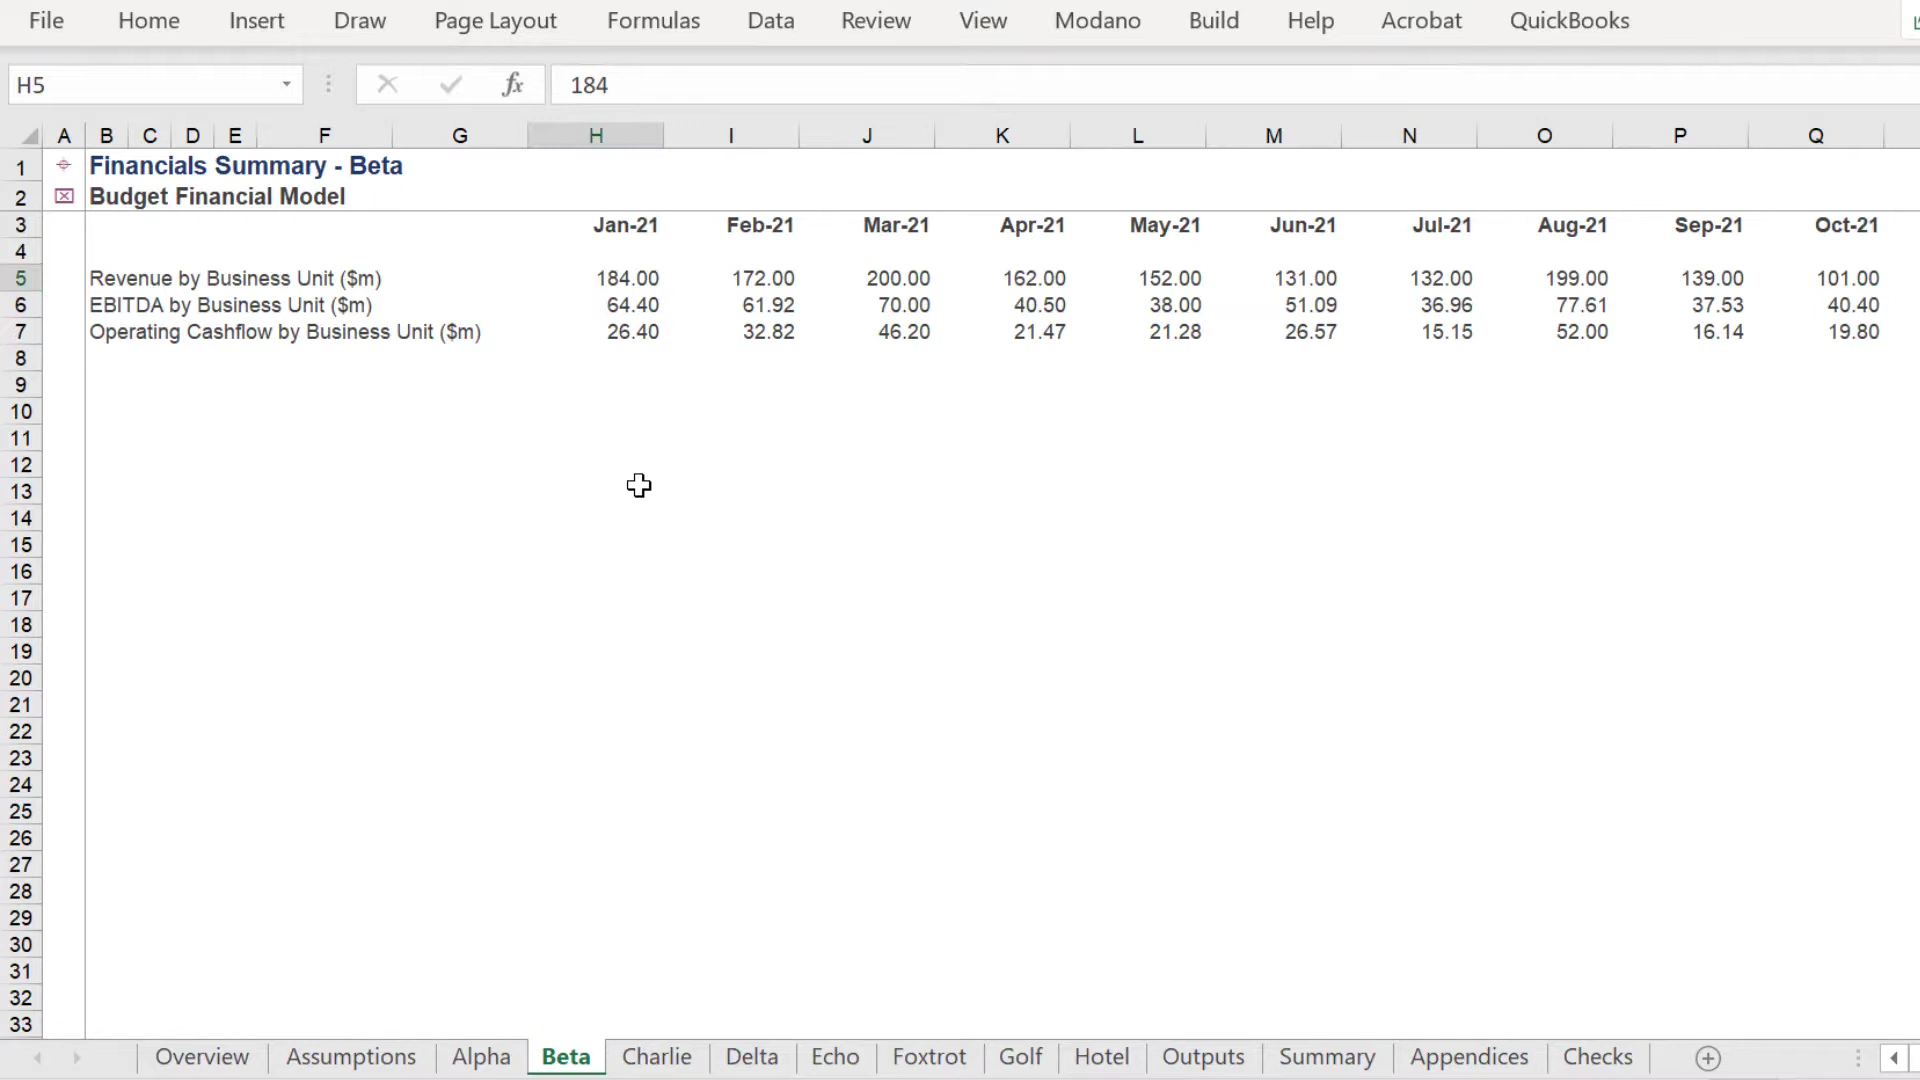 File Home Insert Draw Page Layout Formulas Data Review View Modano Build Help Acrobat QuickBooks
H5 fx 184
A B C D E F G H I J K L M N O P Q
1 Financials Summary - Beta
2 Budget Financial Model
3 Jan-21 Feb-21 Mar-21 Apr-21 May-21 Jun-21 Jul-21 Aug-21 Sep-21 Oct-21
4
5 Revenue by Business Unit ($m) 184.00 172.00 200.00 162.00 152.00 131.00 132.00 199.00 139.00 101.00
6 EBITDA by Business Unit ($m) 64.40 61.92 70.00 40.50 38.00 51.09 36.96 77.61 37.53 40.40
7 Operating Cashflow by Business Unit ($m) 26.40 32.82 46.20 21.47 21.28 26.57 15.15 52.00 16.14 19.80
8
9
10
11
12
13
14
15
16
17
18
19
20
21
22
23
24
25
26
27
28
29
30
31
32
33
Overview Assumptions Alpha Beta Charlie Delta Echo Foxtrot Golf Hotel Outputs Summary Appendices Checks